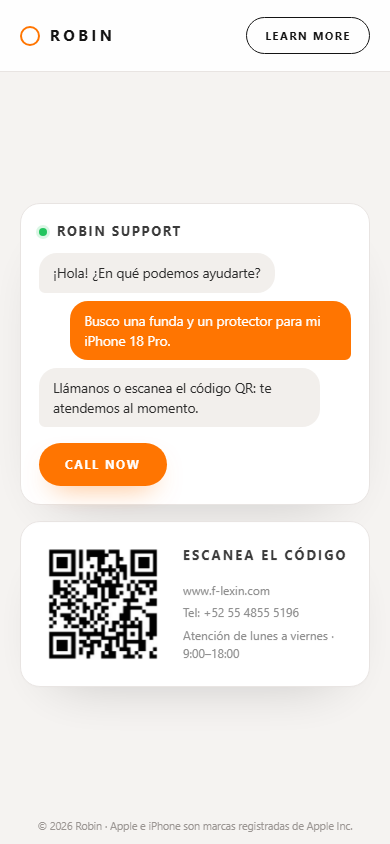 ROBIN
LEARN MORE
ROBIN SUPPORT
¡Hola! ¿En qué podemos ayudarte?
Busco una funda y un protector para mi
iPhone 18 Pro.
Llámanos o escanea el código QR: te
atendemos al momento.
CALL NOW
ESCANEA EL CÓDIGO
www.f-lexin.com
Tel: +52 55 4855 5196
Atención de lunes a viernes ·
9:00–18:00
© 2026 Robin · Apple e iPhone son marcas registradas de Apple Inc.